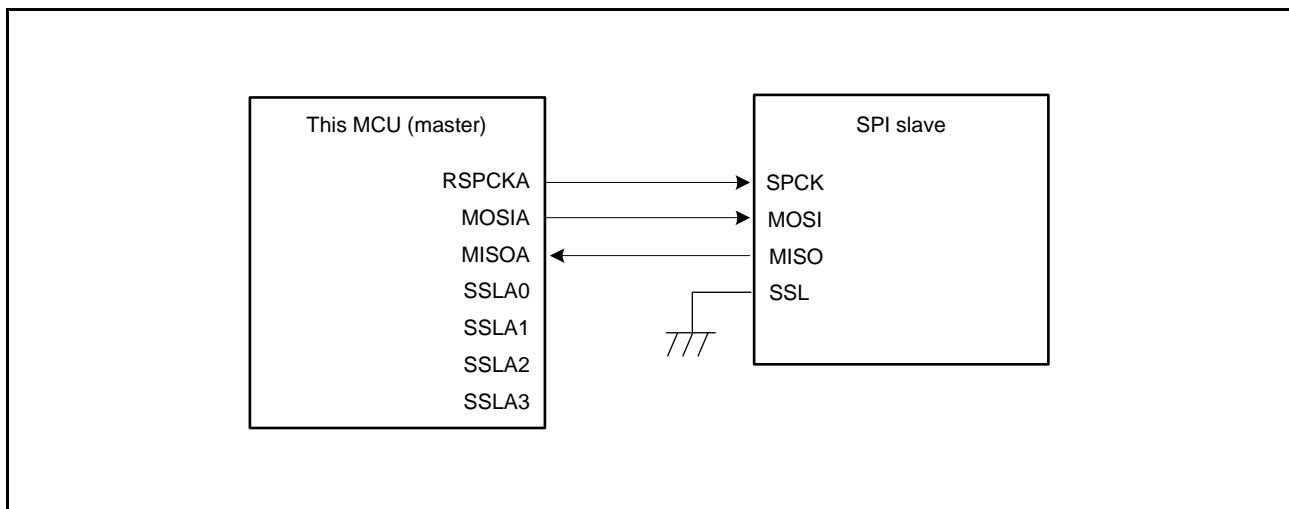 This MCU (master)
RSPCKA
MOSIA
MISOA
SSLA0
SSLA1
SSLA2
SSLA3
SPI slave
SPCK
MOSI
MISO
SSL